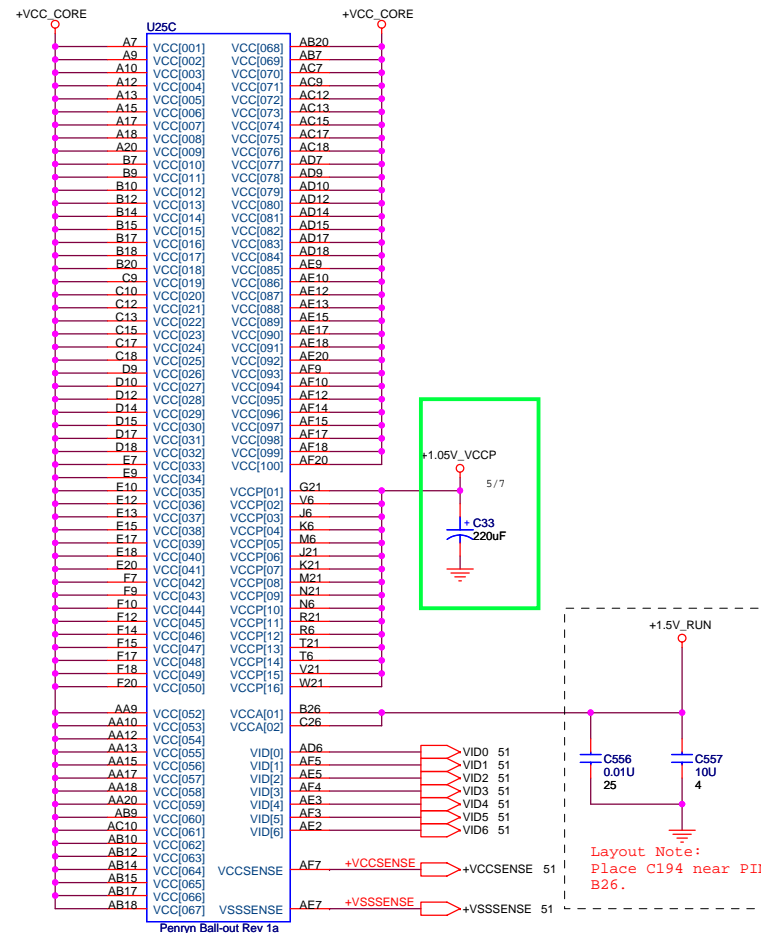 +VCC_CORE +VCC_CORE
U25C
A7 VCC[001] VCC[068] AB20
A9 VCC[002] VCC[069] AB7
A10 VCC[003] VCC[070] AC7
A12 VCC[004] VCC[071] AC9
A13 VCC[005] VCC[072] AC12
A15 VCC[006] VCC[073] AC13
A17 VCC[007] VCC[074] AC15
A18 VCC[008] VCC[075] AC17
A20 VCC[009] VCC[076] AC18
B7 VCC[010] VCC[077] AD7
B9 VCC[011] VCC[078] AD9
B10 VCC[012] VCC[079] AD10
B12 VCC[013] VCC[080] AD12
B14 VCC[014] VCC[081] AD14
B15 VCC[015] VCC[082] AD15
B17 VCC[016] VCC[083] AD17
B18 VCC[017] VCC[084] AD18
B20 VCC[018] VCC[085] AE9
C9 VCC[019] VCC[086] AE10
C10 VCC[020] VCC[087] AE12
C12 VCC[021] VCC[088] AE13
C13 VCC[022] VCC[089] AE15
C15 VCC[023] VCC[090] AE17
C17 VCC[024] VCC[091] AE18
C18 VCC[025] VCC[092] AE20
D9 VCC[026] VCC[093] AF9
D10 VCC[027] VCC[094] AF10
D12 VCC[028] VCC[095] AF12
D14 VCC[029] VCC[096] AF14
D15 VCC[030] VCC[097] AF15
D17 VCC[031] VCC[098] AF17
D18 VCC[032] VCC[099] AF18
E7 VCC[033] VCC[100] AF20
E9 VCC[034]
E10 VCC[035] VCCP[01] G21
E12 VCC[036] VCCP[02] V6
E13 VCC[037] VCCP[03] J6
E15 VCC[038] VCCP[04] K6
E17 VCC[039] VCCP[05] M6
E18 VCC[040] VCCP[06] J21
E20 VCC[041] VCCP[07] K21
F7 VCC[042] VCCP[08] M21
F9 VCC[043] VCCP[09] N21
F10 VCC[044] VCCP[10] N6
F12 VCC[045] VCCP[11] R21
F14 VCC[046] VCCP[12] R6
F15 VCC[047] VCCP[13] T21
F17 VCC[048] VCCP[14] T6
F18 VCC[049] VCCP[15] V21
F20 VCC[050] VCCP[16] W21
AA9 VCC[052] VCCA[01] B26
AA10 VCC[053] VCCA[02] C26
AA12 VCC[054]
AA13 VCC[055] VID[0] AD6 VID0 51
AA15 VCC[056] VID[1] AF5 VID1 51
AA17 VCC[057] VID[2] AE5 VID2 51
AA18 VCC[058] VID[3] AF4 VID3 51
AA20 VCC[059] VID[4] AE3 VID4 51
AB9 VCC[060] VID[5] AF3 VID5 51
AC10 VCC[061] VID[6] AE2 VID6 51
AB10 VCC[062]
AB12 VCC[063]
AB14 VCC[064] VCCSENSE AF7 +VCCSENSE +VCCSENSE 51
AB15 VCC[065]
AB17 VCC[066]
AB18 VCC[067] VSSSENSE AE7 +VSSSENSE +VSSSENSE 51
Penryn Ball-out Rev 1a
+1.05V_VCCP
5/7
+ C33
220uF
+1.5V_RUN
C556
0.01U
25
C557
10U
4
Layout Note:
Place C194 near PI
B26.